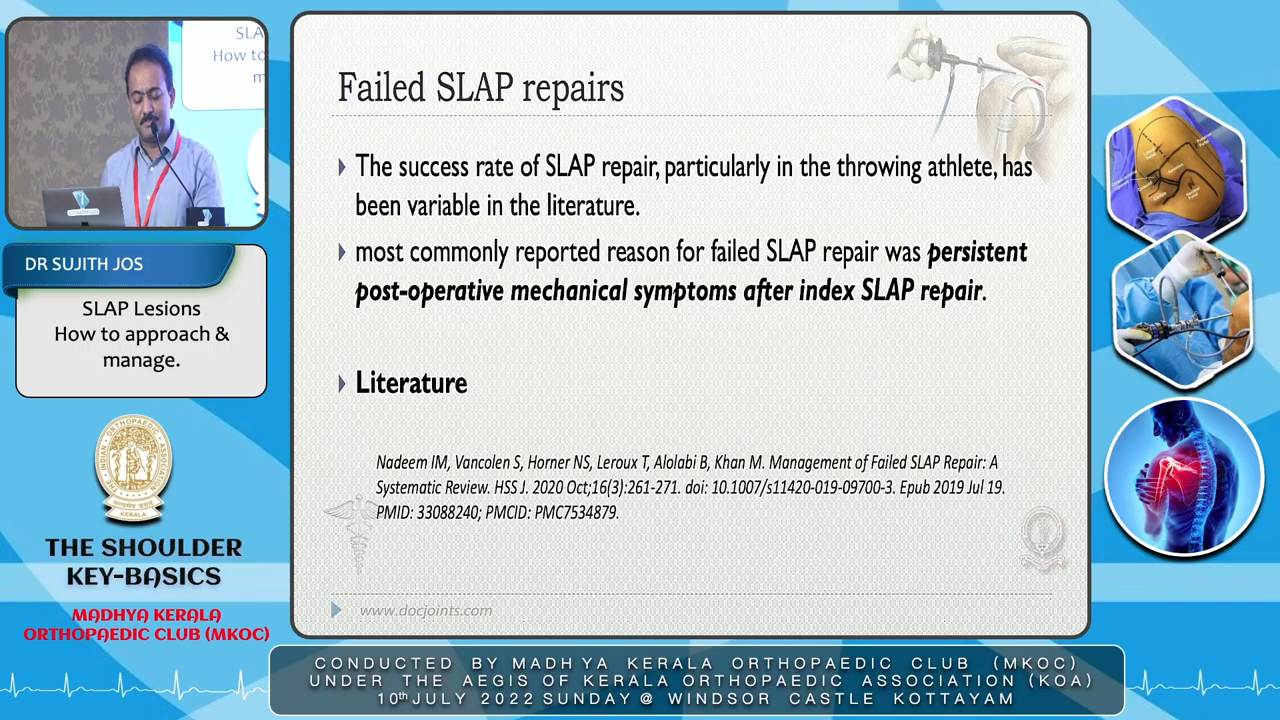 SLA
How to
m
DR SUJITH JOS
SLAP Lesions
How to approach &
manage.
THE SHOULDER
KEY-BASICS
MADHYA KERALA
ORTHOPAEDIC CLUB (MKOC)
Failed SLAP repairs
The success rate of SLAP repair, particularly in the throwing athlete, has
been variable in the literature.
most commonly reported reason for failed SLAP repair was persistent
post-operative mechanical symptoms after index SLAP repair.
Literature
Nadeem IM, Vancolen S, Horner NS, Leroux T, Alolabi B, Khan M. Management of Failed SLAP Repair: A
Systematic Review. HSS J. 2020 Oct;16(3):261-271. doi: 10.1007/s11420-019-09700-3. Epub 2019 Jul 19.
PMID: 33088240; PMCID: PMC7534879.
www.docjoints.com
CONDUCTED BY MADHYA KERALA ORTHOPAEDIC CLUB (MKOC)
UNDER THE AEGIS OF KERALA ORTHOPAEDIC ASSOCIATION (KOA)
10th JULY 2022 SUNDAY @ WINDSOR CASTLE KOTTAYAM